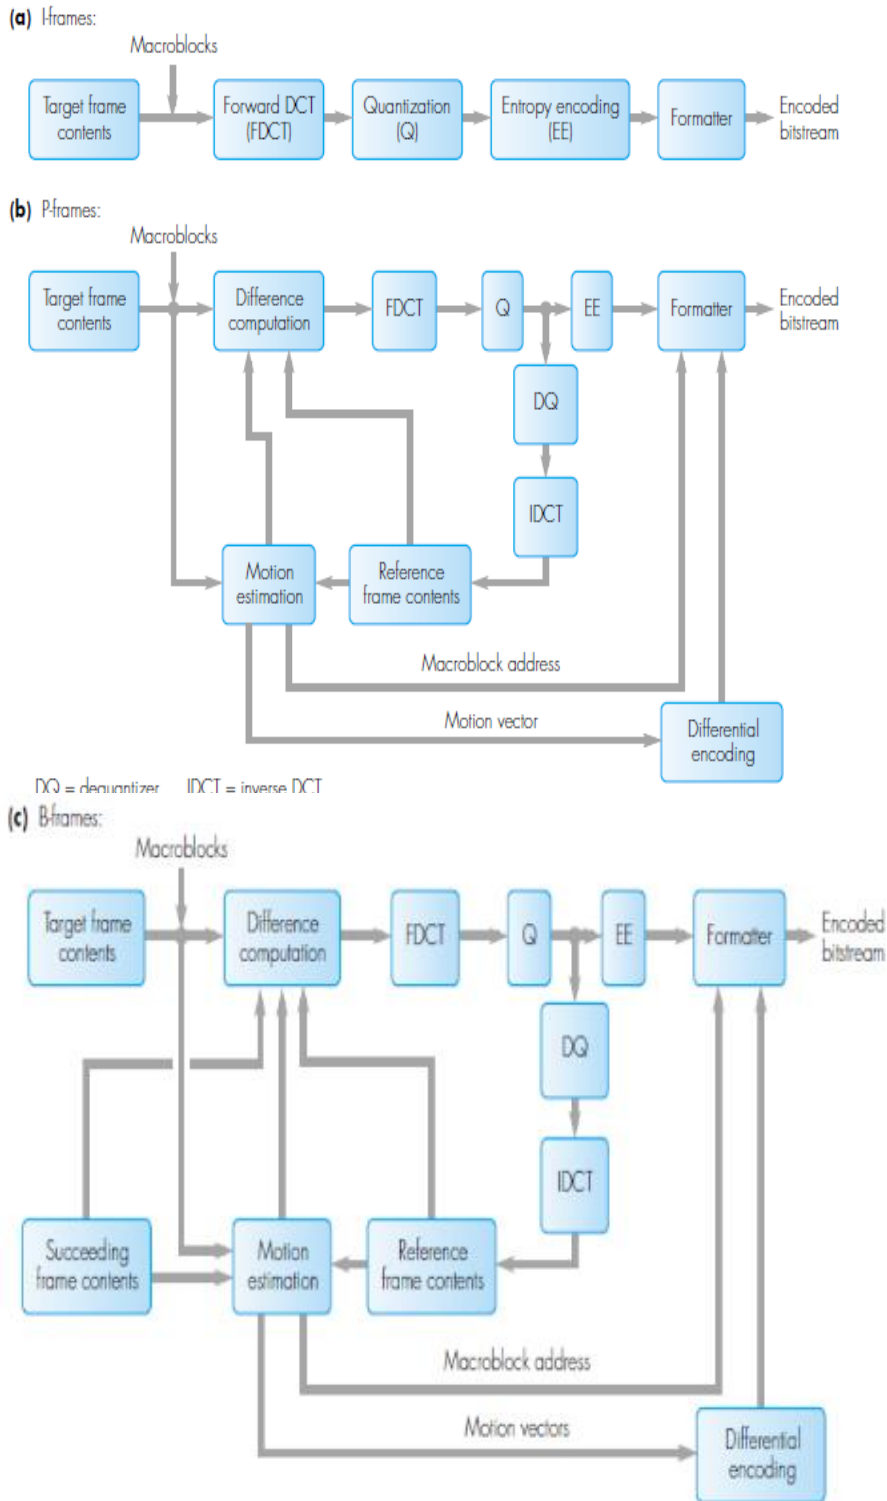 (a) I-frames:
Macroblocks
Target frame
contents
Forward DCT
(FDCT)
Quantization
(Q)
Entropy encoding
(EE)
Formatter
Encoded
bitstream
(b) P-frames:
Macroblocks
Target frame
contents
Difference
computation
FDCT
Q
EE
Formatter
Encoded
bitstream
DQ
IDCT
Motion
estimation
Reference
frame contents
Macroblock address
Motion vector
Differential
encoding
DQ = dequantizer IDCT = inverse DCT
(c) B-frames:
Macroblocks
Target frame
contents
Difference
computation
FDCT
Q
EE
Formatter
Encoded
bitstream
DQ
IDCT
Succeeding
frame contents
Motion
estimation
Reference
frame contents
Macroblock address
Motion vectors
Differential
encoding